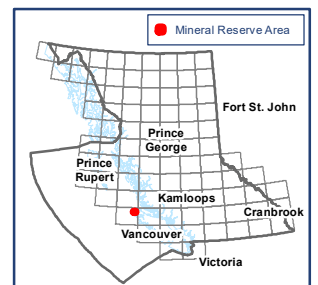 Mineral Reserve Area
Fort St. John
Prince
George
Prince
Rupert
Kamloops
Cranbrook
Vancouver
Victoria